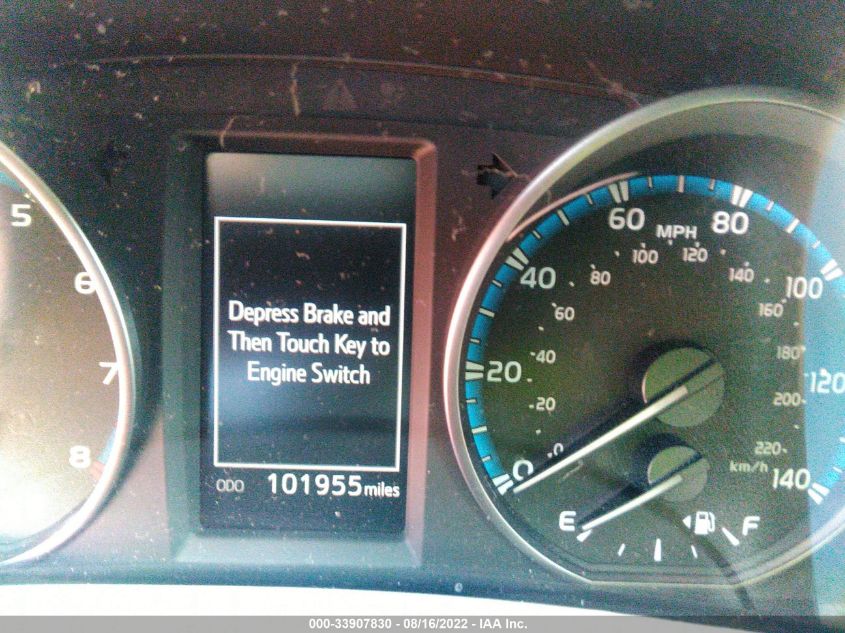 5
6
7
8
Depress Brake and
Then Touch Key to
Engine Switch
ODO 101955 miles
0
20
40
60
80
100
120
140
MPH
0
20
40
60
80
100
120
140
160
180
200
220
km/h
E
F
000-33907830 - 08/16/2022 - IAA Inc.